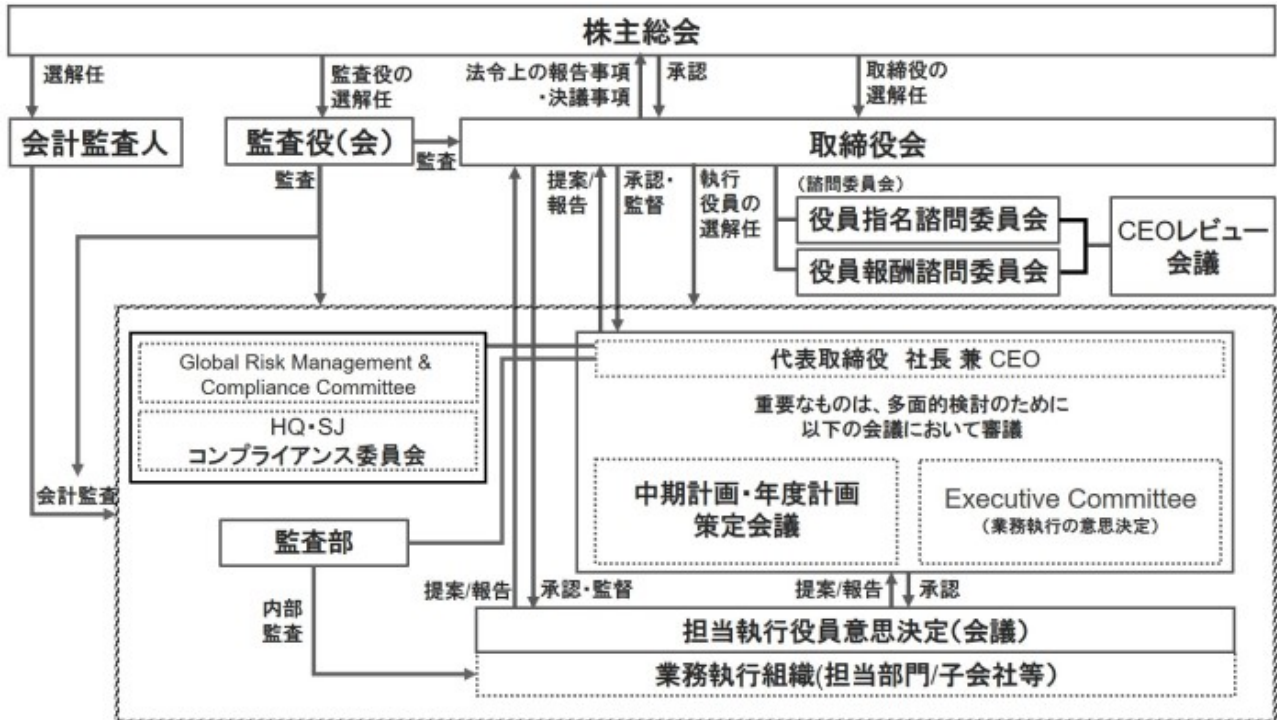 株主総会
選解任
監査役の
選解任
法令上の報告事項
・決議事項
承認
取締役の
選解任
会計監査人
監査役(会)
監査
取締役会
監査
提案/
報告
承認・
監督
執行
役員の
選解任
(諮問委員会)
役員指名諮問委員会
役員報酬諮問委員会
CEOレビュー
会議
Global Risk Management &
Compliance Committee
HQ・SJ
コンプライアンス委員会
代表取締役 社長 兼 CEO
重要なものは、多面的検討のために
以下の会議において審議
中期計画・年度計画
策定会議
Executive Committee
(業務執行の意思決定)
会計監査
監査部
内部
監査
提案/報告
承認・監督
提案/報告
承認
担当執行役員意思決定(会議)
業務執行組織(担当部門/子会社等)